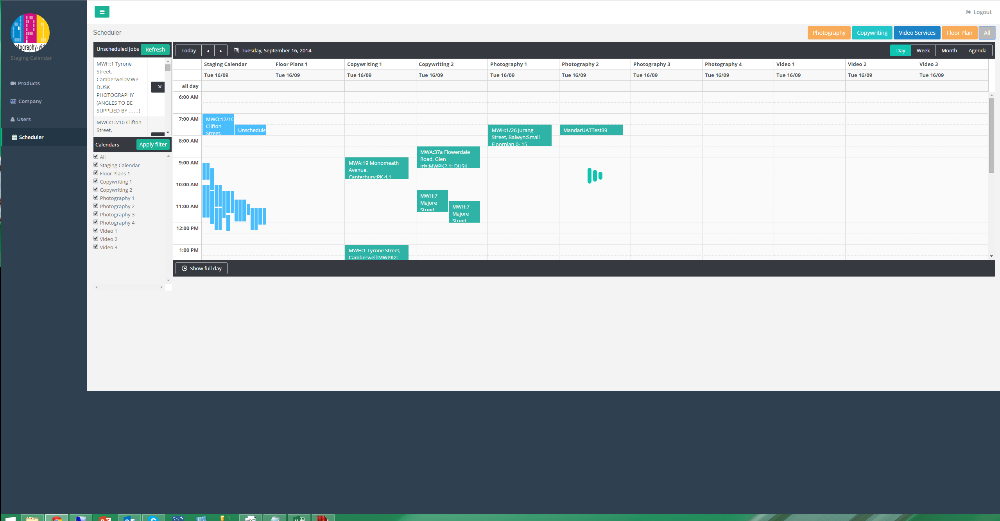 Logout
Scheduler
Photography
Copywriting
Video Services
Floor Plan
All
Staging Calendar
Products
Company
Users
Scheduler
Unscheduled Jobs
Refresh
MWH:1 Tyrone
Street,
Camberwell:MWP...
DUSK
PHOTOGRAPHY
(ANGLES TO BE
SUPPLIED BY ......)
MWO:12/10 Clifton
Street,
Calendars
Apply filter
All
Staging Calendar
Floor Plans 1
Copywriting 1
Copywriting 2
Photography 1
Photography 2
Photography 3
Photography 4
Video 1
Video 2
Video 3
Today
Tuesday, September 16, 2014
Day
Week
Month
Agenda
Staging Calendar
Floor Plans 1
Copywriting 1
Copywriting 2
Photography 1
Photography 2
Photography 3
Photography 4
Video 1
Video 2
Video 3
Tue 16/09
Tue 16/09
Tue 16/09
Tue 16/09
Tue 16/09
Tue 16/09
Tue 16/09
Tue 16/09
Tue 16/09
Tue 16/09
Tue 16/09
all day
6:00 AM
7:00 AM
8:00 AM
9:00 AM
10:00 AM
11:00 AM
12:00 PM
1:00 PM
MWO:12/10
Clifton
Street,
Unschedule
MWA:19 Monomeath
Avenue,
Canterbury:PK 4.1
MWH:1 Tyrone Street,
Camberwell:MWPK2:
MWA:37a Flowerdale
Road, Glen
Iris:MWPK2.1: DUSK
MWH:7
Majore
Street,
MWH:7
Majore
Street,
MWH:1/26 Jurang
Street, Balwyn:Small
Floorplan 0- 15
MandarUATTest39
Show full day